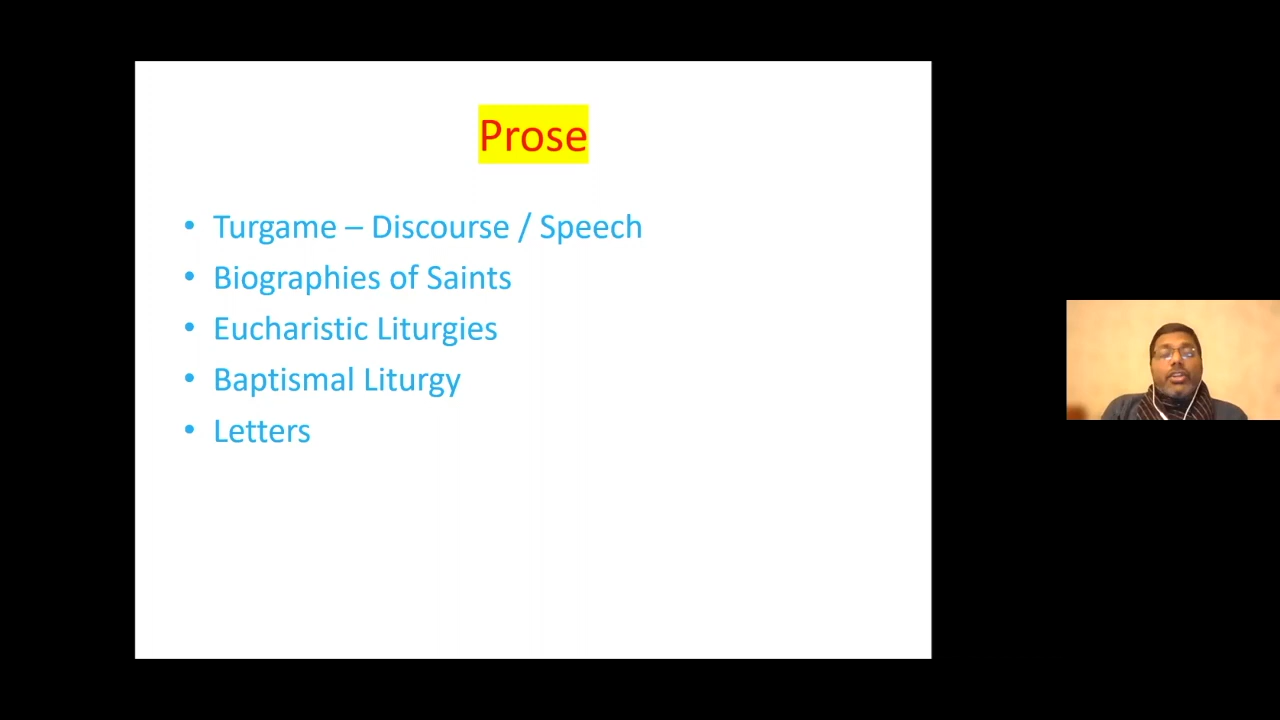 Prose
• Turgame – Discourse / Speech
• Biographies of Saints
• Eucharistic Liturgies
• Baptismal Liturgy
• Letters